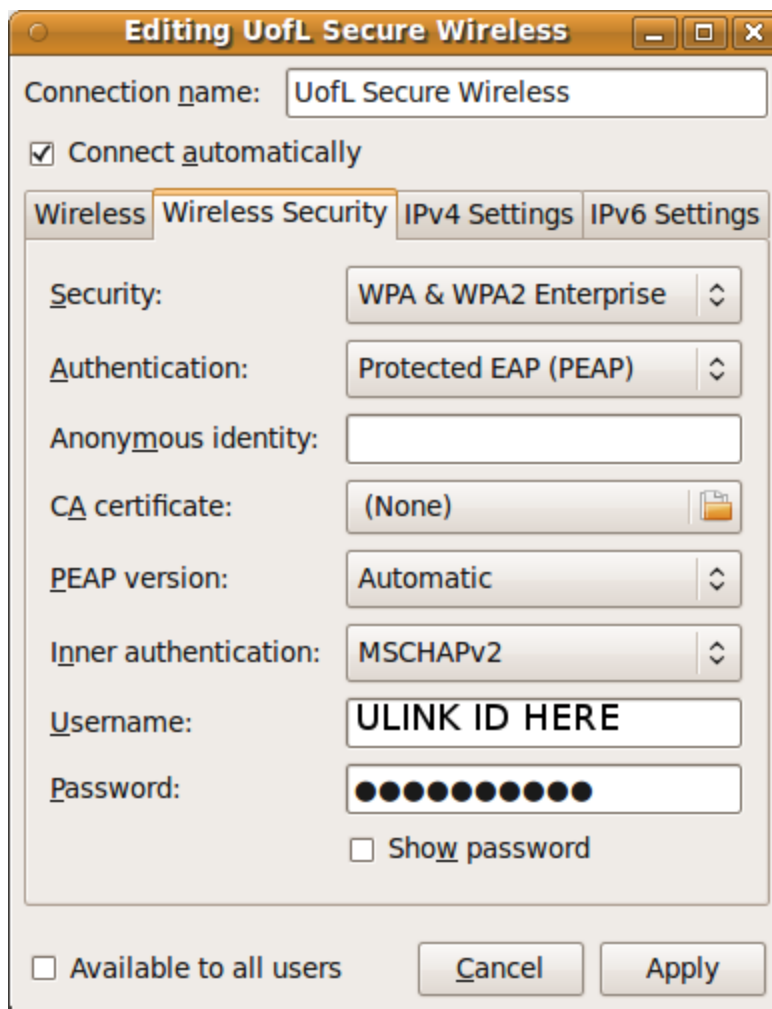 Editing UofL Secure Wireless
Connection name: UofL Secure Wireless
Connect automatically
Wireless Wireless Security IPv4 Settings IPv6 Settings
Security: WPA & WPA2 Enterprise
Authentication: Protected EAP (PEAP)
Anonymous identity:
CA certificate: (None)
PEAP version: Automatic
Inner authentication: MSCHAPv2
Username: ULINK ID HERE
Password: ●●●●●●●●●●
Show password
Available to all users Cancel Apply